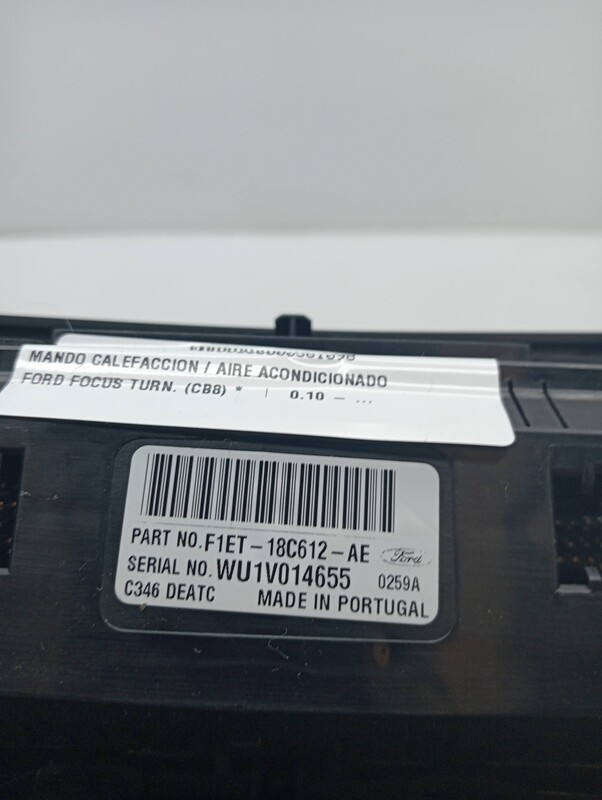 MANDO CALEFACCION / AIRE ACONDICIONADO
FORD FOCUS TURN. (CB8) * | 0.10 - ...
PART NO. F1ET-18C612-AE Ford
SERIAL NO. WU1V014655 0259A
C346 DEATC MADE IN PORTUGAL